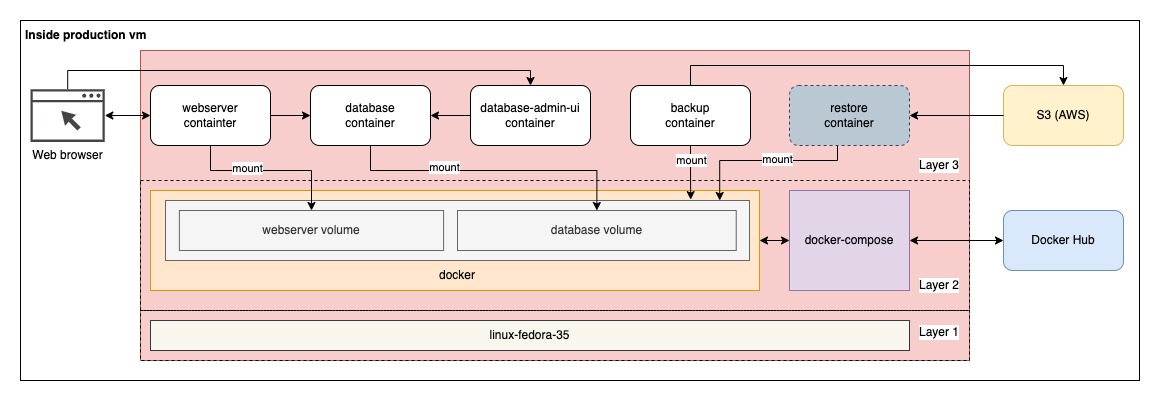 Inside production vm
webserver
containter
database
container
database-admin-ui
container
backup
container
restore
container
S3 (AWS)
Web browser
mount
mount
mount
mount
Layer 3
webserver volume
database volume
docker
docker-compose
Docker Hub
Layer 2
linux-fedora-35
Layer 1